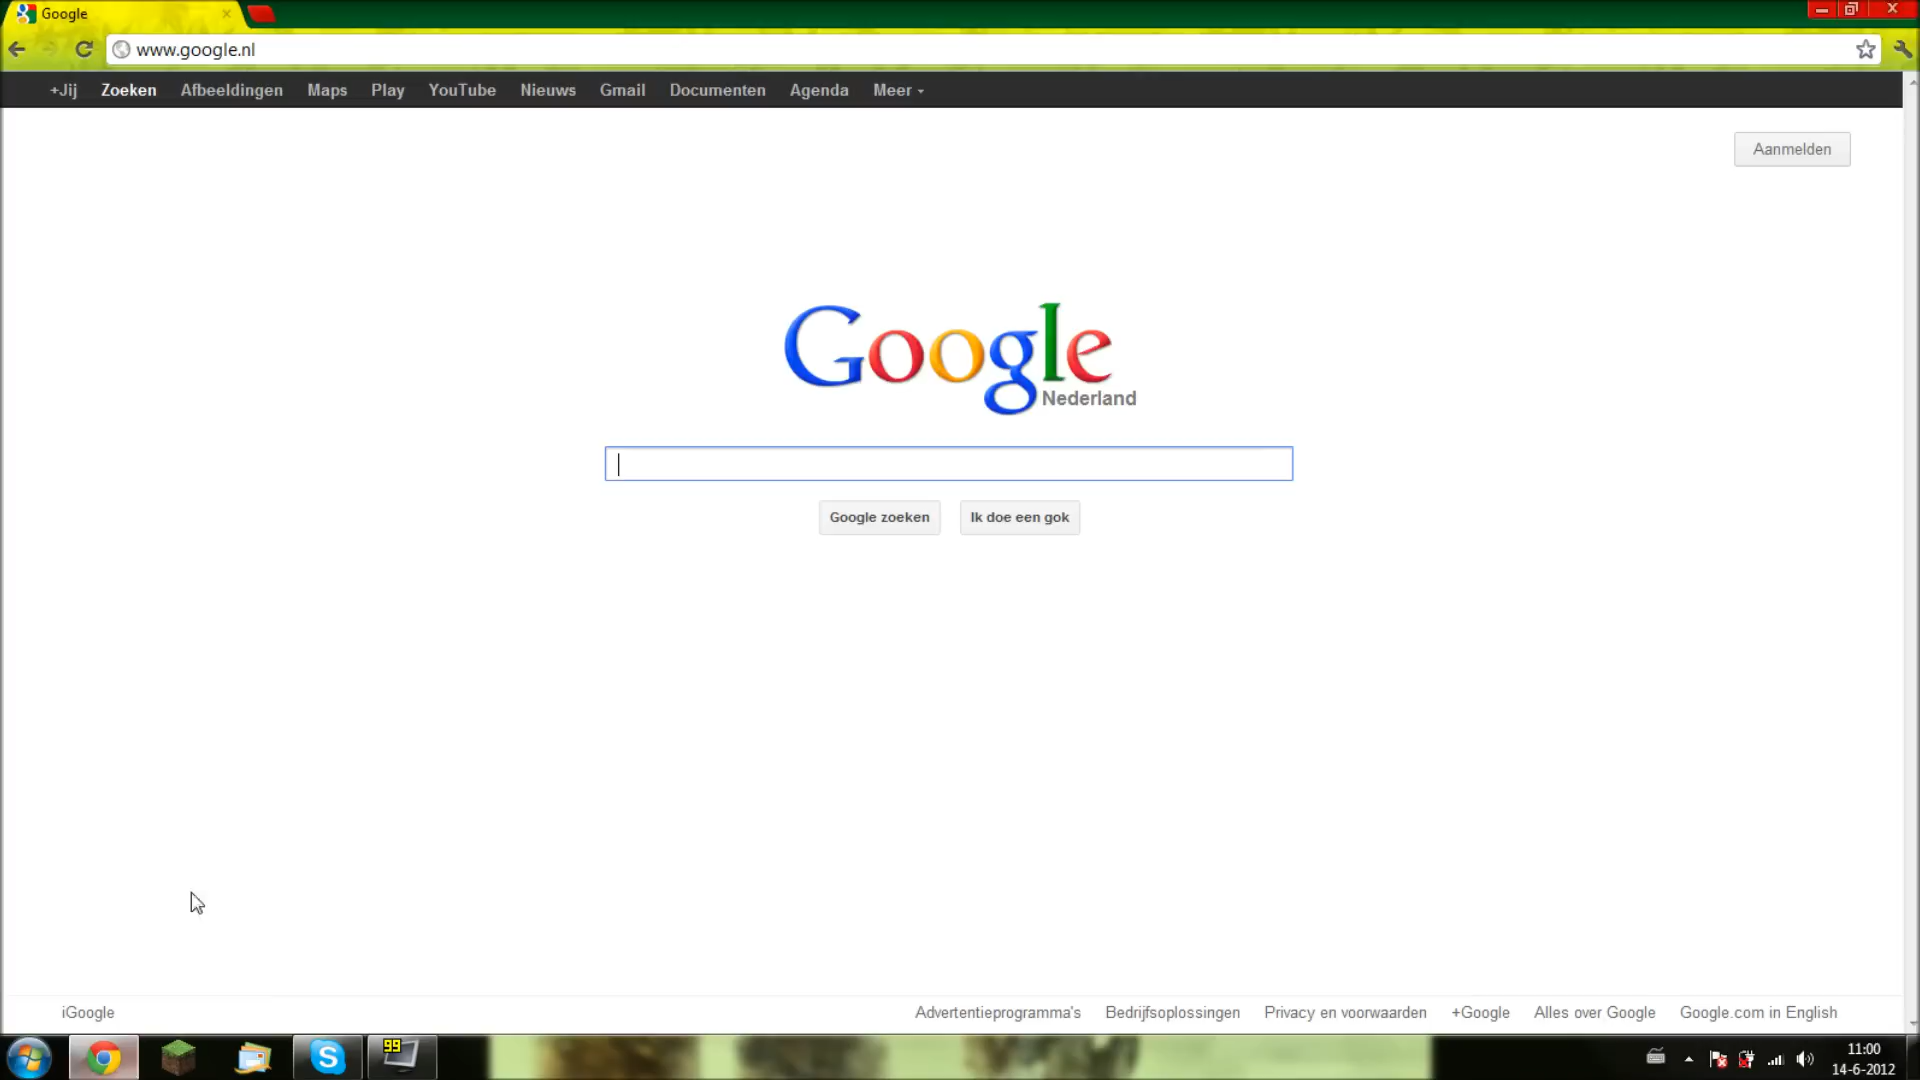 Google
www.google.nl
+Jij Zoeken Afbeeldingen Maps Play YouTube Nieuws Gmail Documenten Agenda Meer
Aanmelden
Google
Nederland
Google zoeken Ik doe een gok
iGoogle Advertentieprogramma's Bedrijfsoplossingen Privacy en voorwaarden +Google Alles over Google Google.com in English
99
11:00
14-6-2012